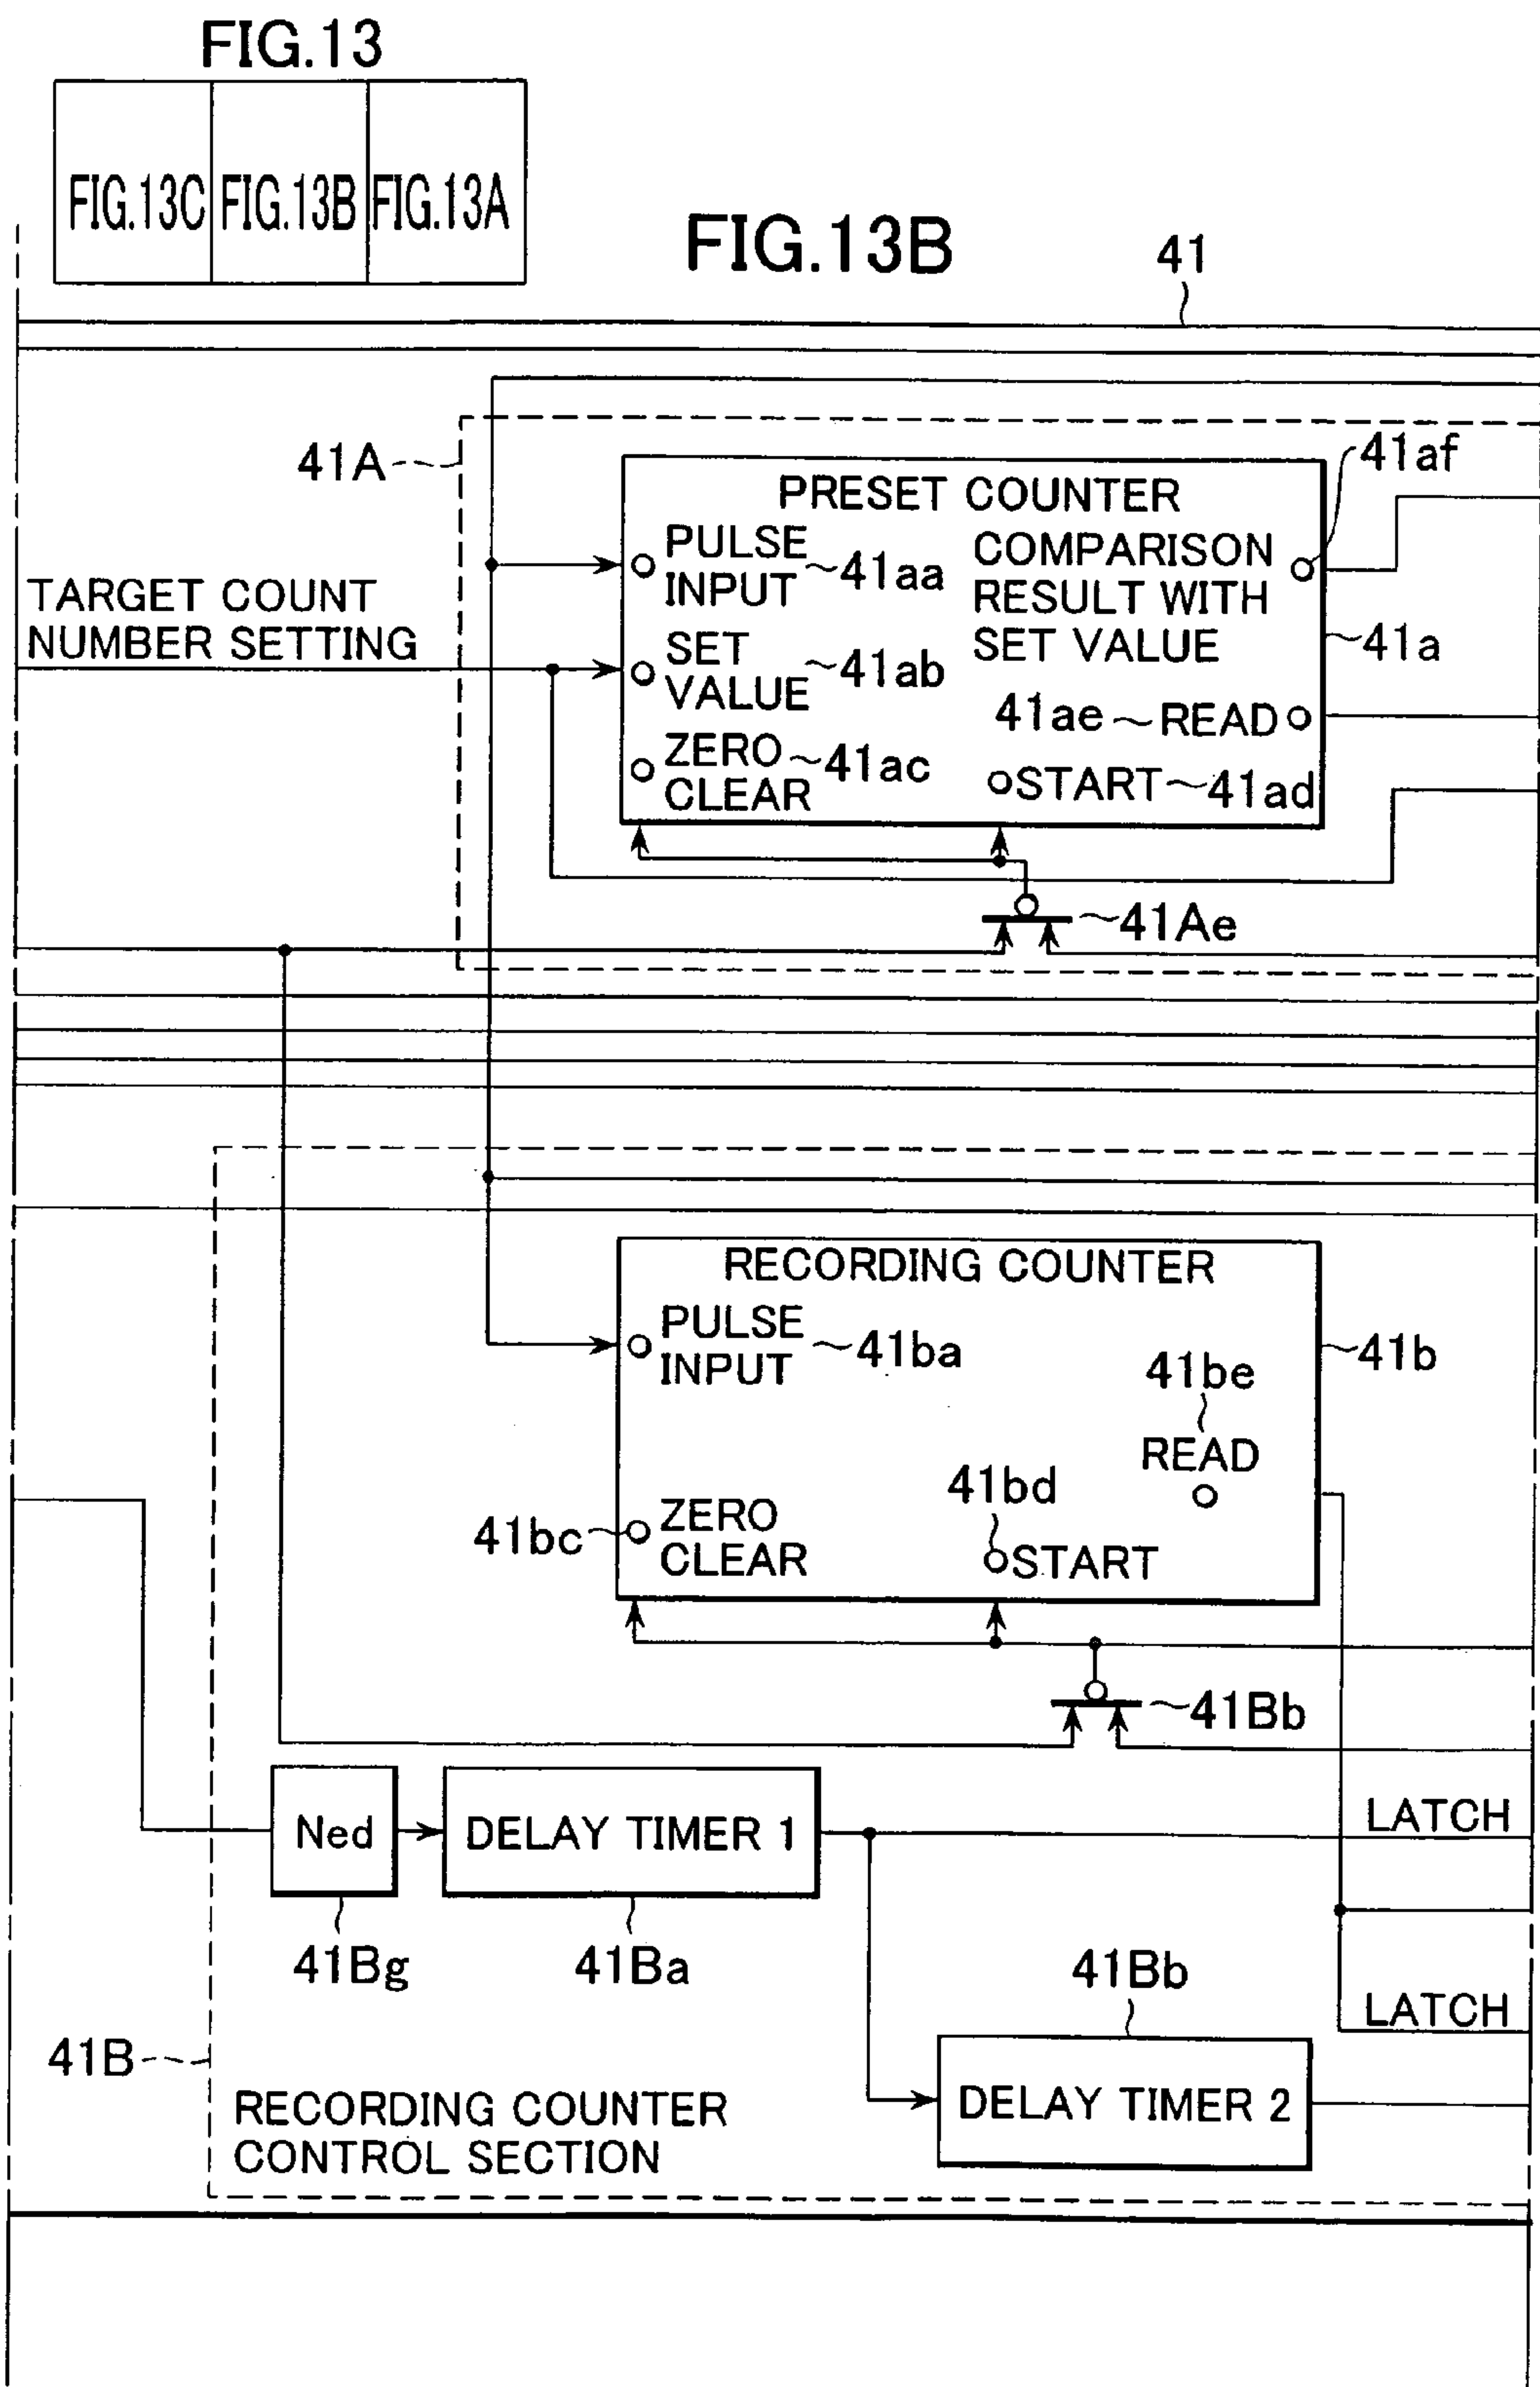 FIG.13
FIG.13C FIG.13B FIG.13A
FIG.13B
41
41A
41af
PRESET COUNTER
PULSE
INPUT
41aa
COMPARISON
RESULT WITH
SET VALUE
41a
TARGET COUNT
NUMBER SETTING
SET
VALUE
41ab
41ae
READ
ZERO
CLEAR
41ac
START
41ad
41Ae
RECORDING COUNTER
PULSE
INPUT
41ba
41b
41be
READ
41bd
41bc
ZERO
CLEAR
START
41Bb
LATCH
Ned
DELAY TIMER 1
41Bg
41Ba
41Bb
LATCH
41B
DELAY TIMER 2
RECORDING COUNTER
CONTROL SECTION